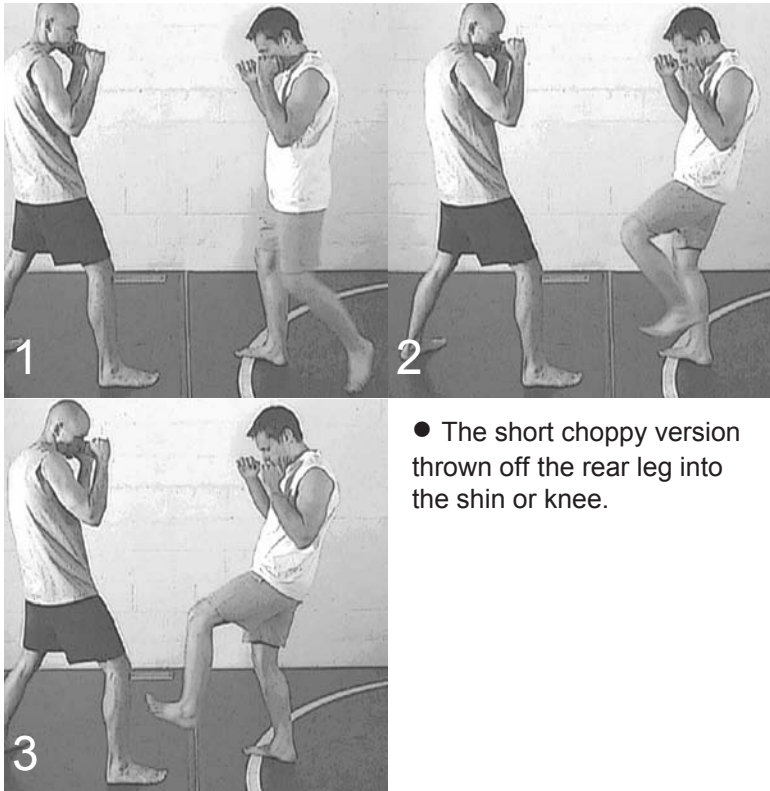 1
2
3
● The short choppy version
thrown off the rear leg into
the shin or knee.